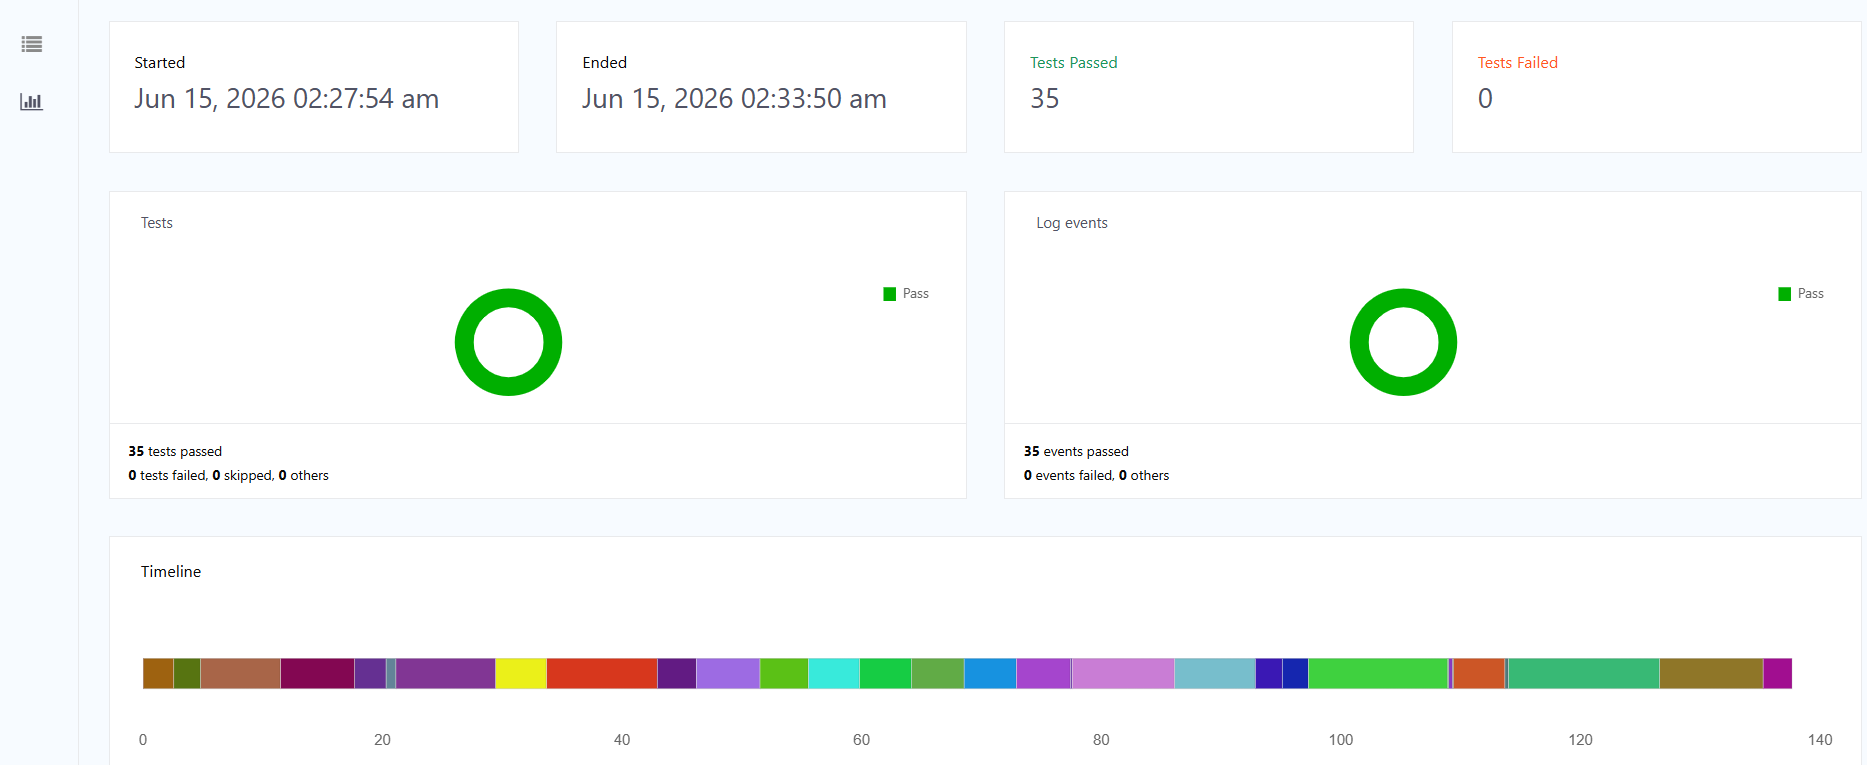 Started
Jun 15, 2026 02:27:54 am
Ended
Jun 15, 2026 02:33:50 am
Tests Passed
35
Tests Failed
0
Tests
Pass
35 tests passed
0 tests failed, 0 skipped, 0 others
Log events
Pass
35 events passed
0 events failed, 0 others
Timeline
0 20 40 60 80 100 120 140